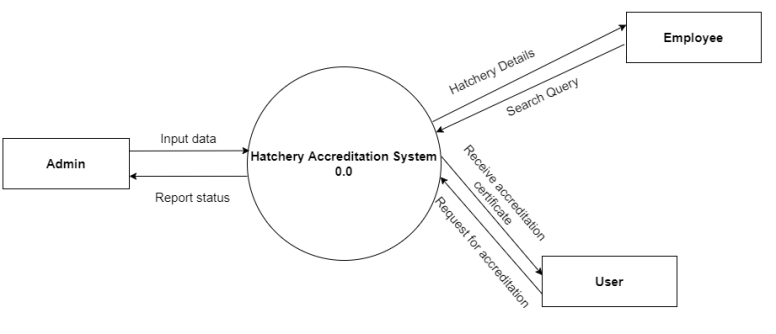 Employee
Hatchery Details
Search Query
Input data
Admin
Hatchery Accreditation System
0.0
Report status
Receive accreditation
certificate
Request for accreditation
User